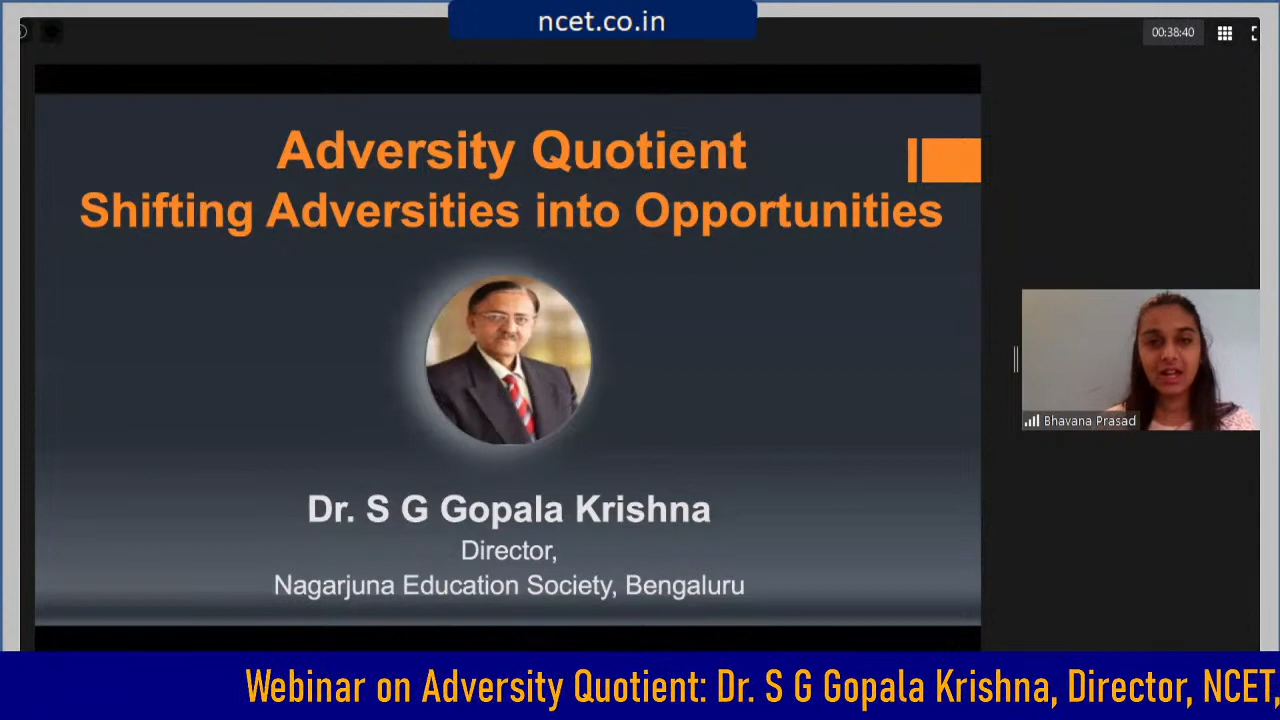 ncet.co.in
00:38:40
Adversity Quotient
Shifting Adversities into Opportunities
Bhavana Prasad
Dr. S G Gopala Krishna
Director,
Nagarjuna Education Society, Bengaluru
Webinar on Adversity Quotient: Dr. S G Gopala Krishna, Director, NCET,